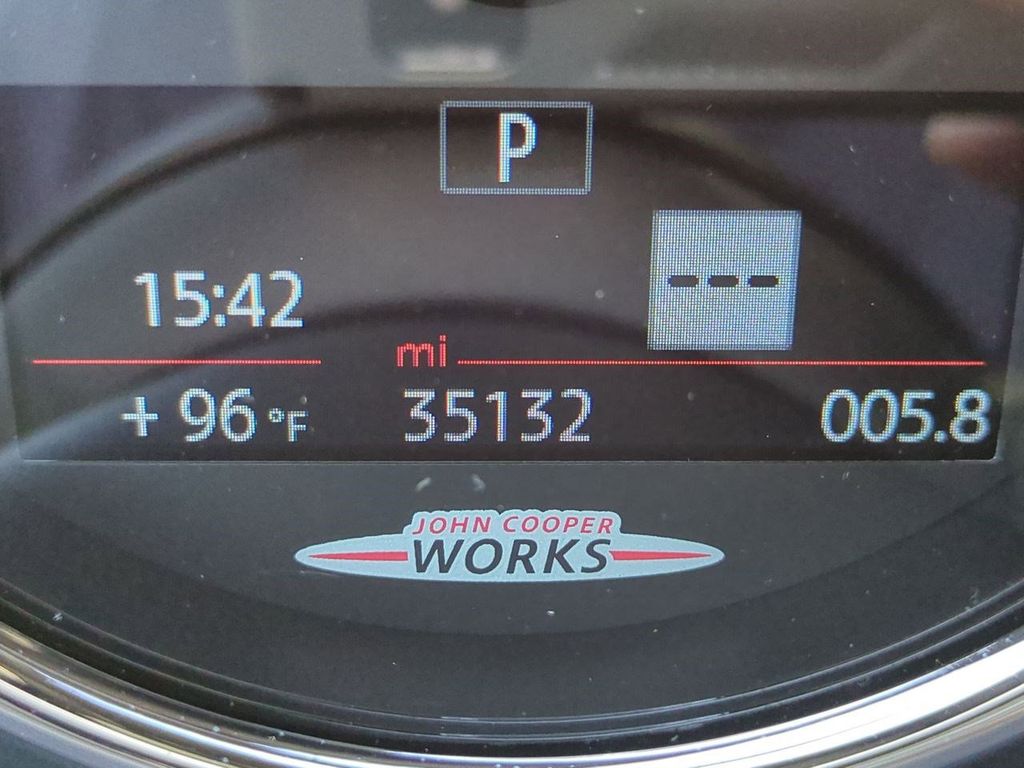 P
---
15:42
mi
+ 96 °F 35132 005.8
JOHN COOPER
WORKS